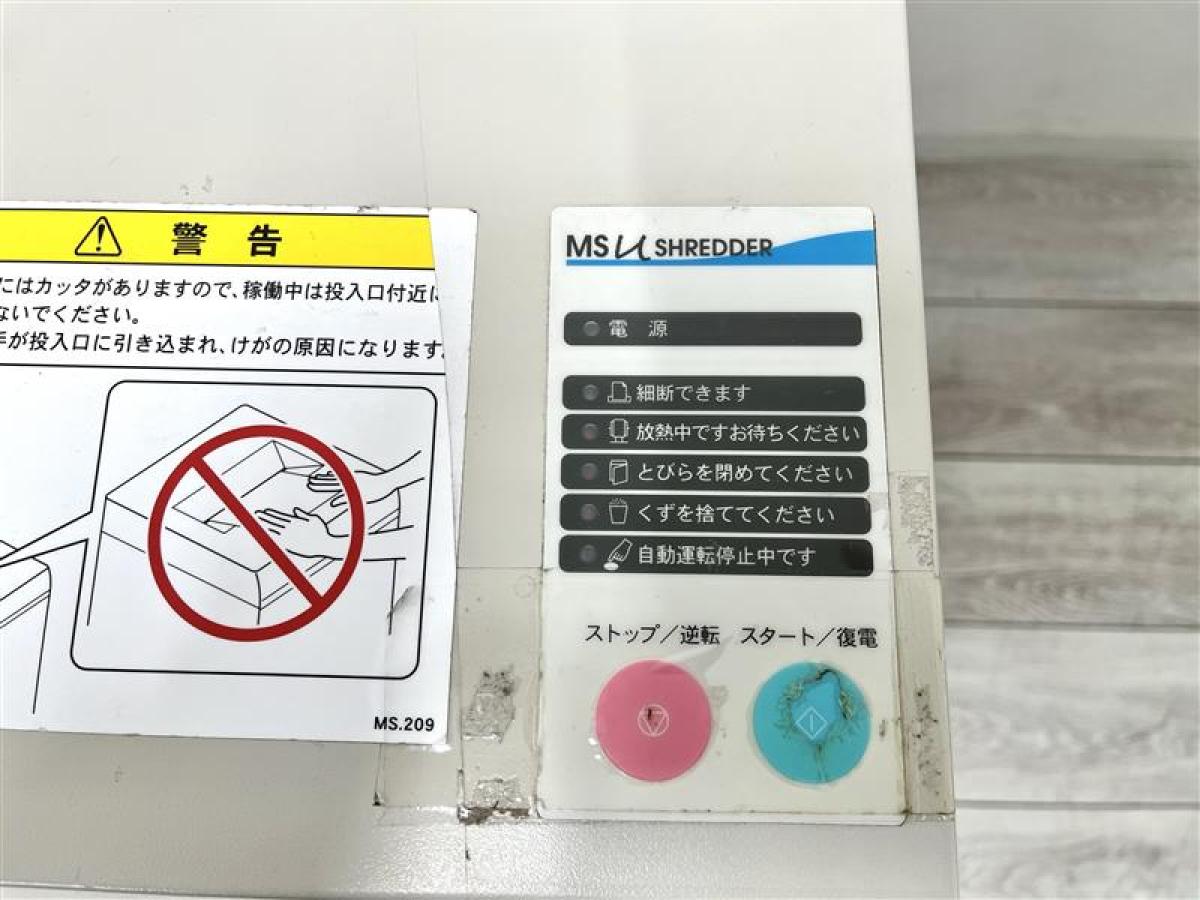 警告
にはカッタがありますので、稼働中は投入口付近に
ないでください。
手が投入口に引き込まれ、けがの原因になります。
MS.209
MS u SHREDDER
電源
細断できます
放熱中ですお待ちください
とびらを閉めてください
くずを捨ててください
自動運転停止中です
ストップ/逆転 スタート/復電